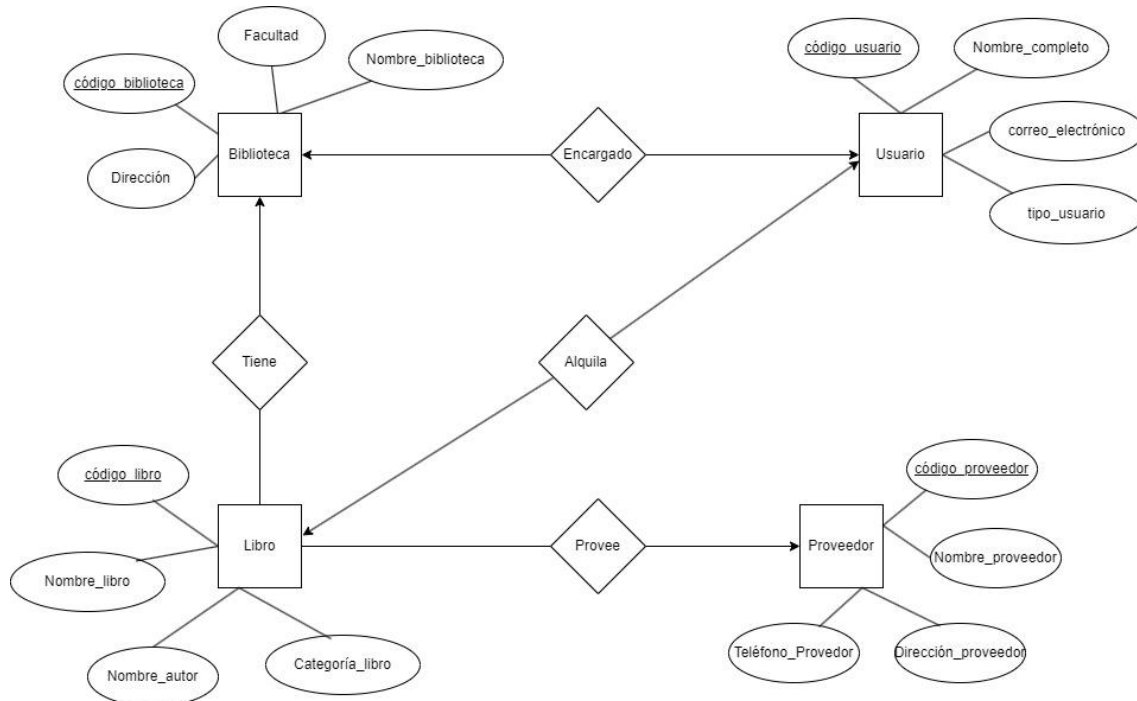 Facultad
código_usuario
Nombre_completo
Nombre_biblioteca
código_biblioteca
correo_electrónico
Biblioteca
Encargado
Usuario
Dirección
tipo_usuario
Tiene
Alquila
código_libro
código_proveedor
Libro
Provee
Proveedor
Nombre_proveedor
Nombre_libro
Teléfono_Provedor
Dirección_proveedor
Categoría_libro
Nombre_autor